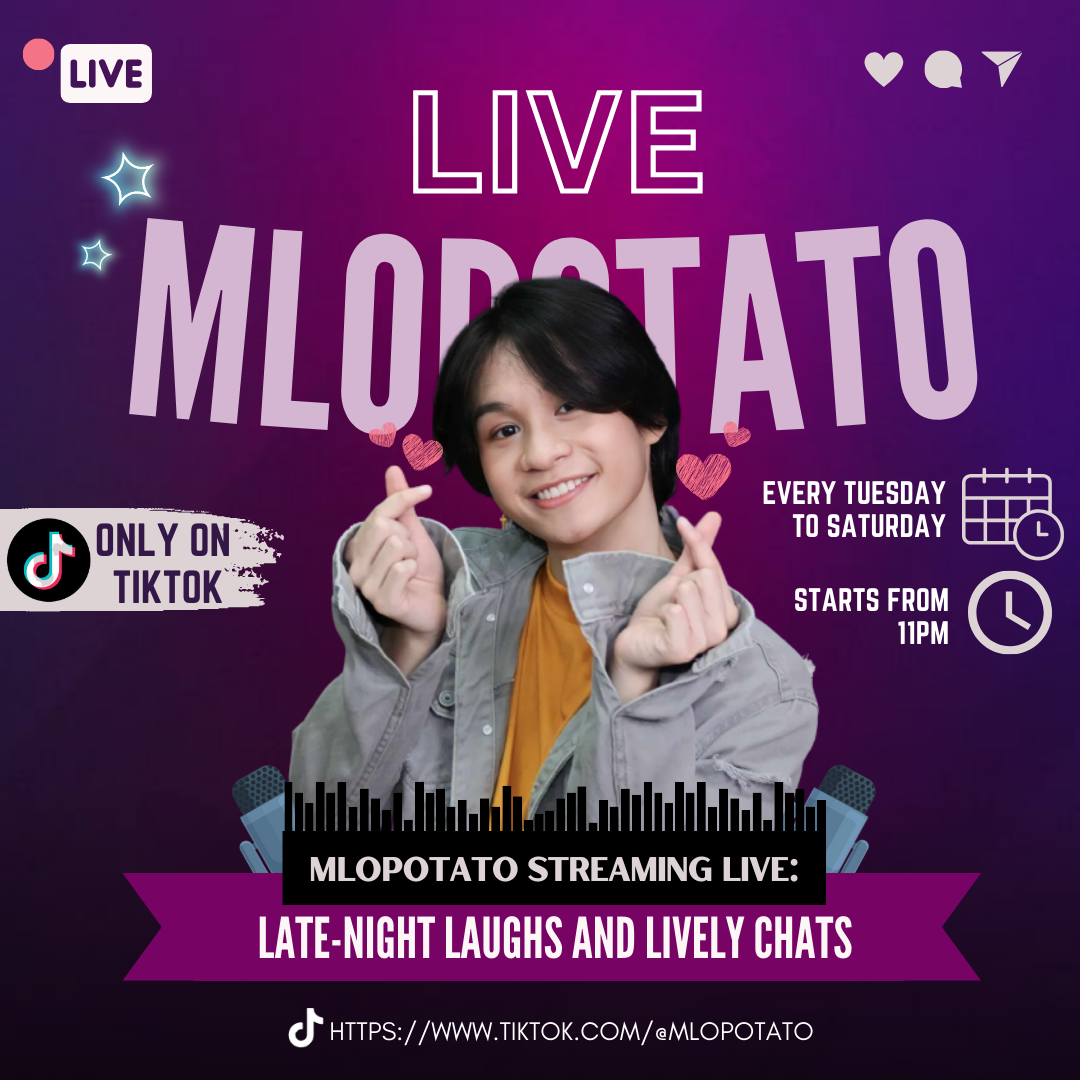 LIVE
LIVE
MLOPOTATO
ONLY ON
TIKTOK
EVERY TUESDAY
TO SATURDAY
STARTS FROM
11PM
MLOPOTATO STREAMING LIVE:
LATE-NIGHT LAUGHS AND LIVELY CHATS
HTTPS://WWW.TIKTOK.COM/@MLOPOTATO